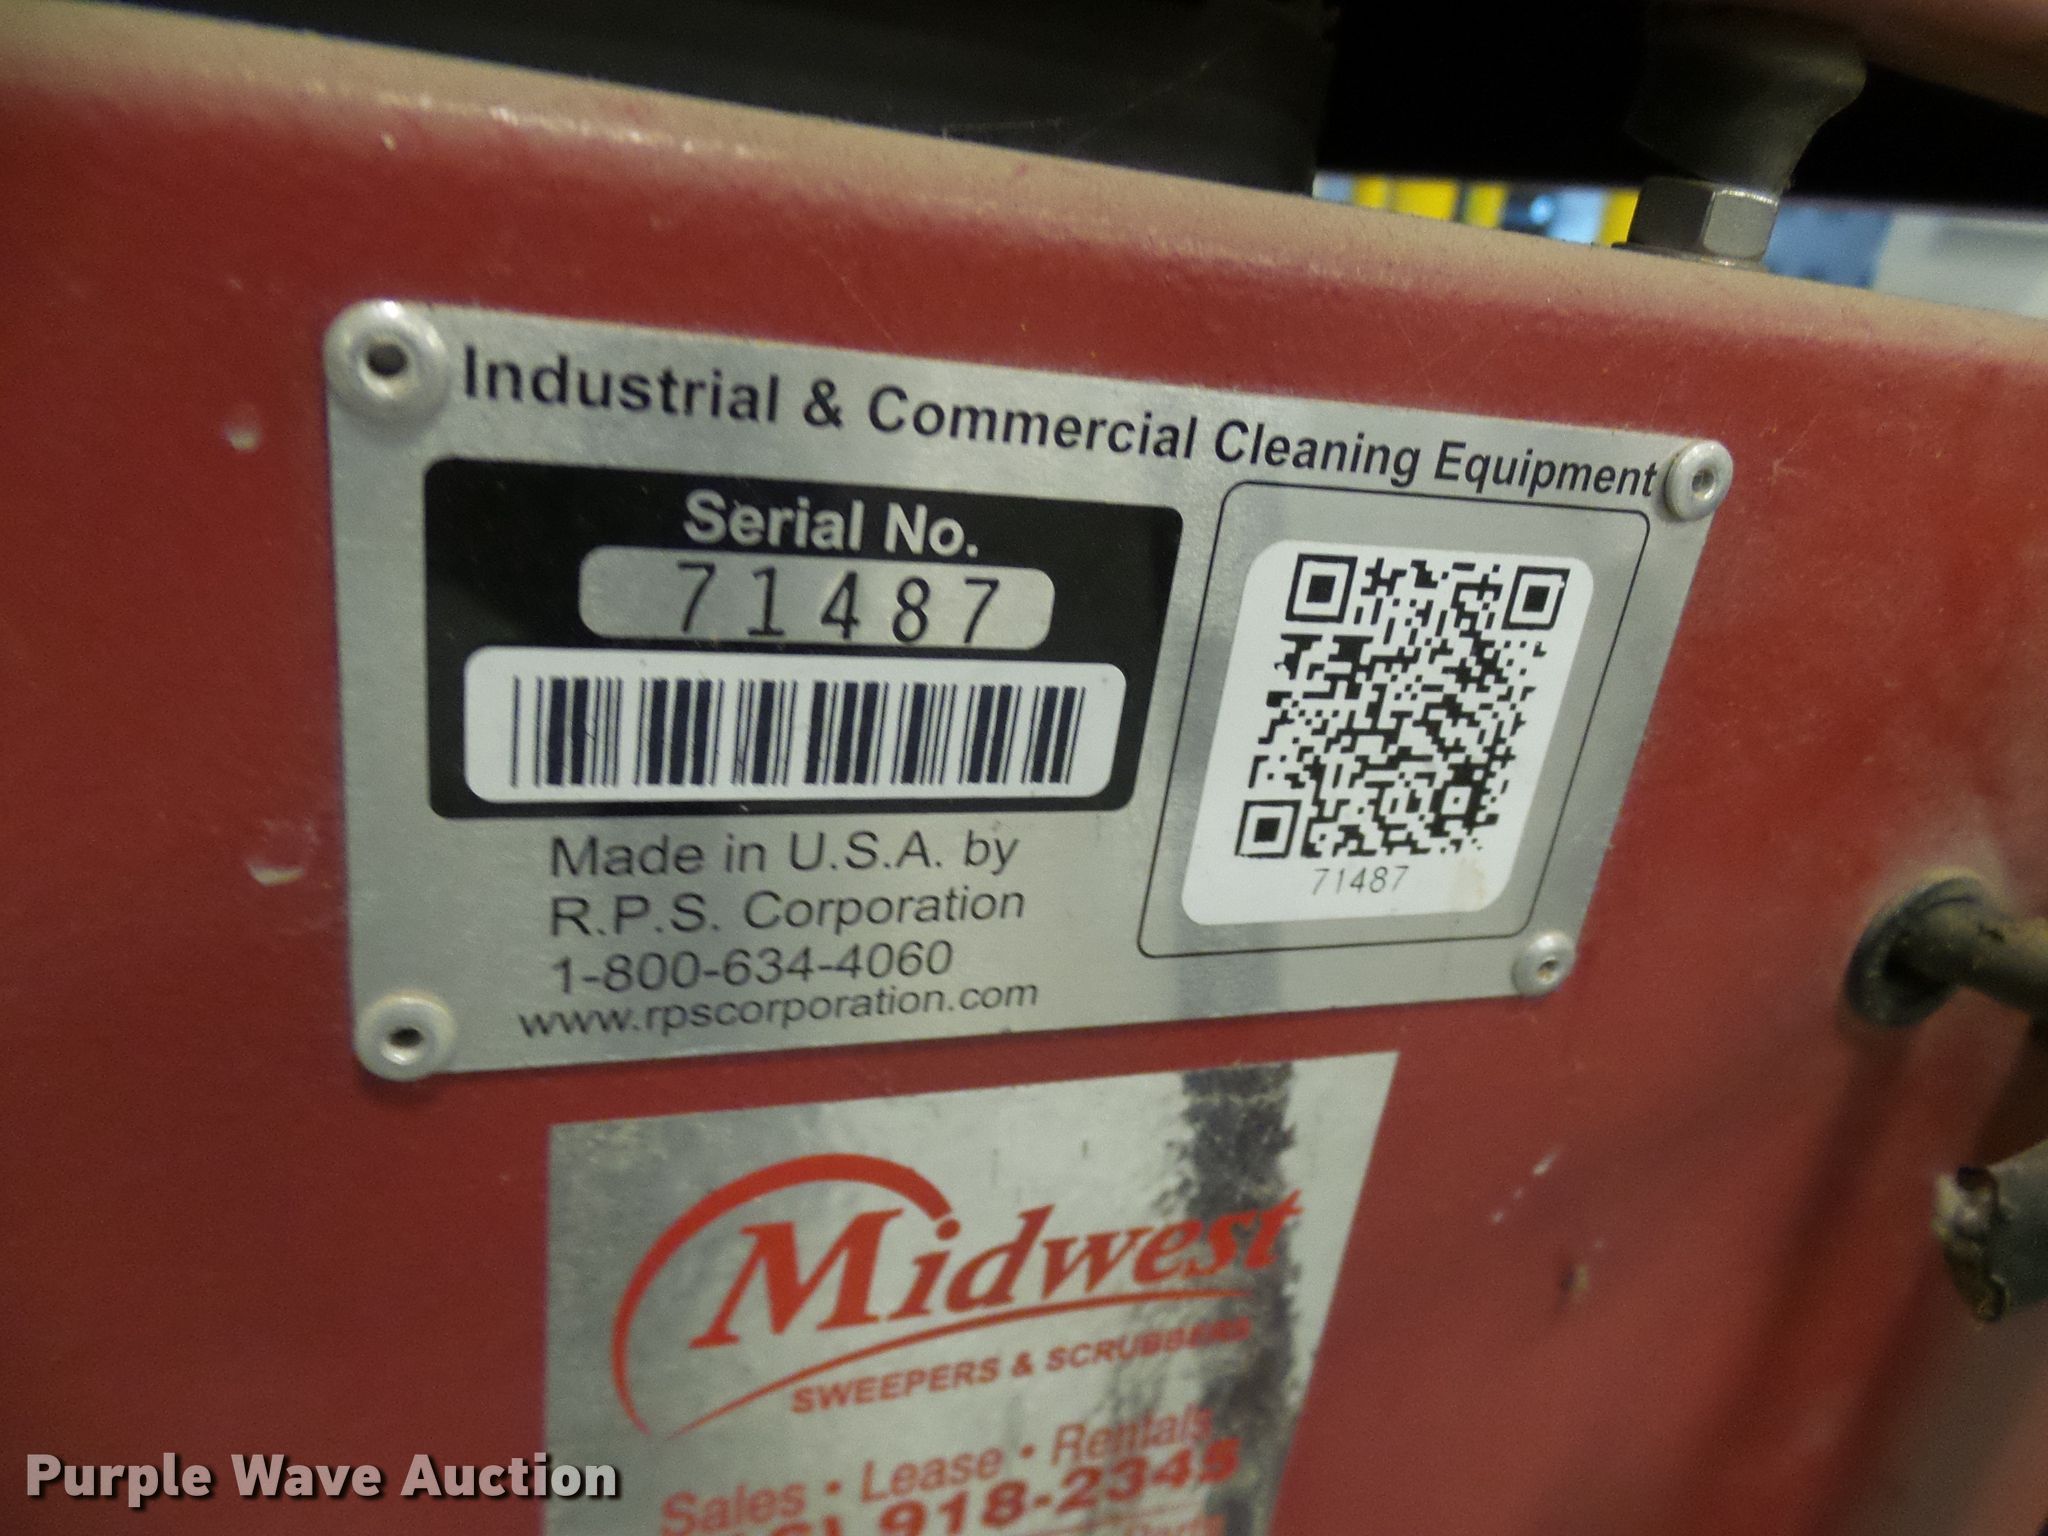 Industrial & Commercial Cleaning Equipment
Serial No.
71487
71487
Made in U.S.A. by
R.P.S. Corporation
1-800-634-4060
www.rpscorporation.com
Midwest
SWEEPERS & SCRUBBERS
Sales • Lease • Rentals
918-2345
Purple Wave Auction